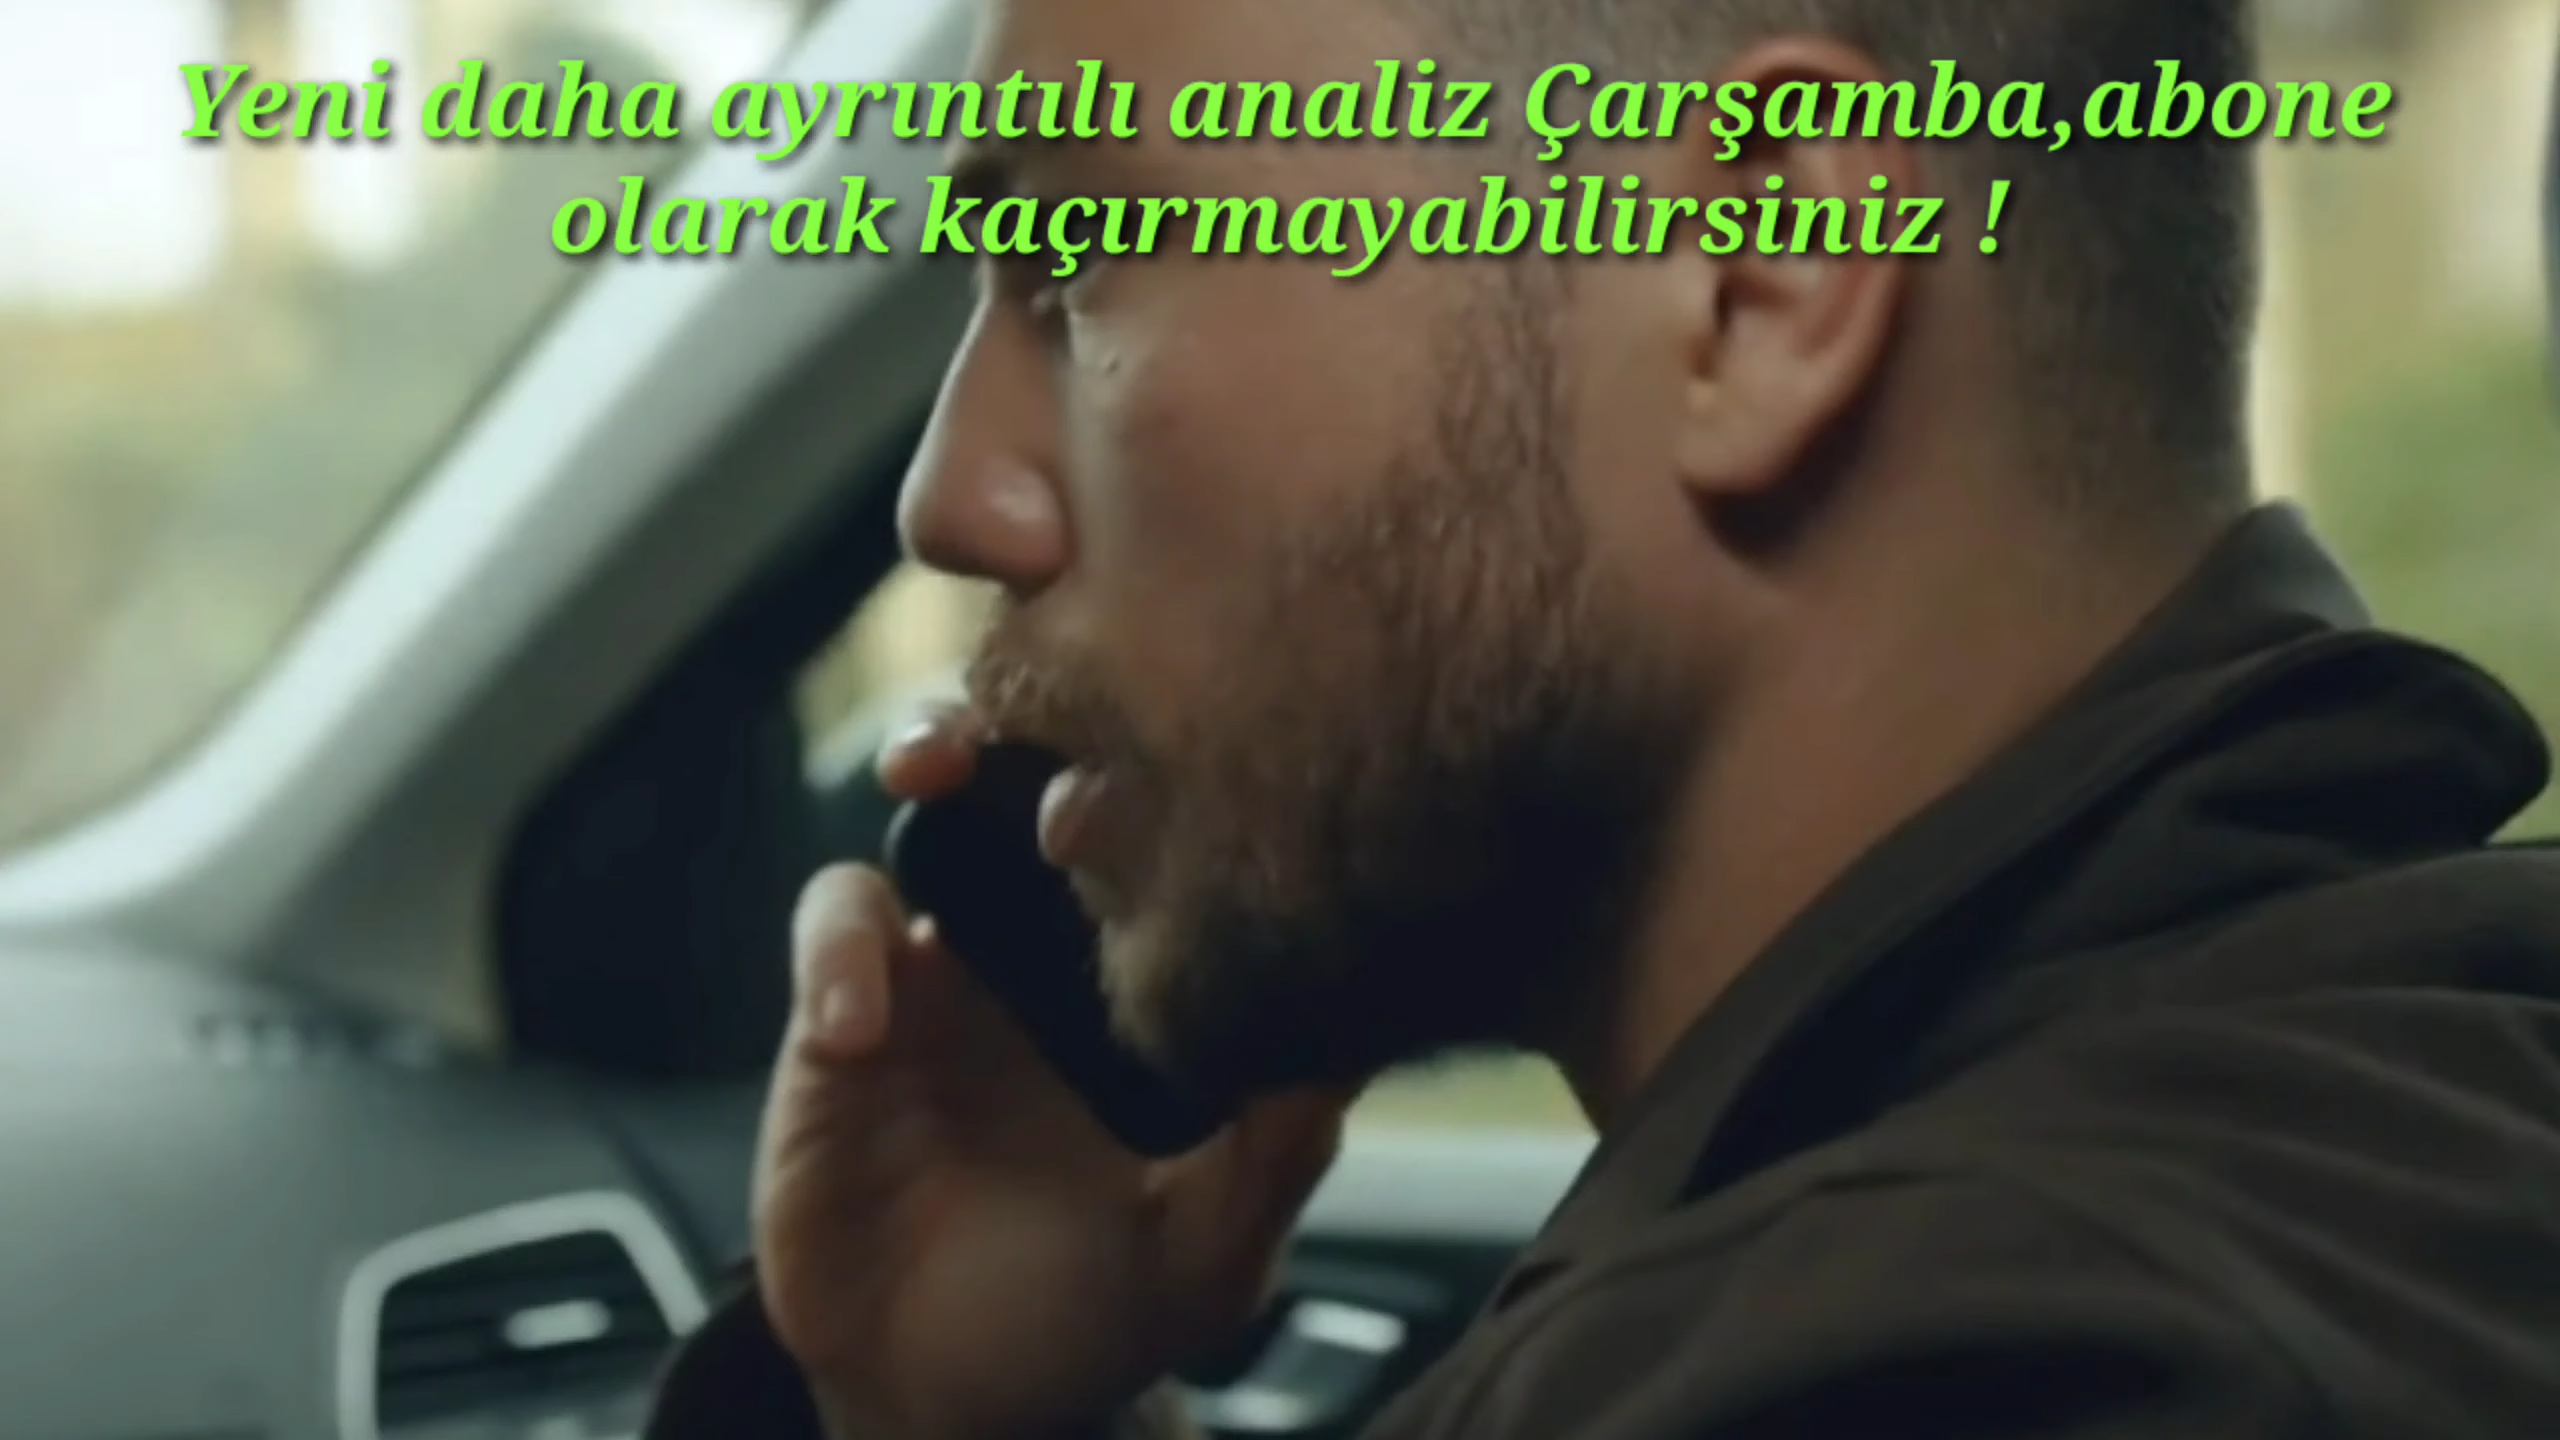 Yeni daha ayrıntılı analiz Çarşamba,abone
olarak kaçırmayabilirsiniz !